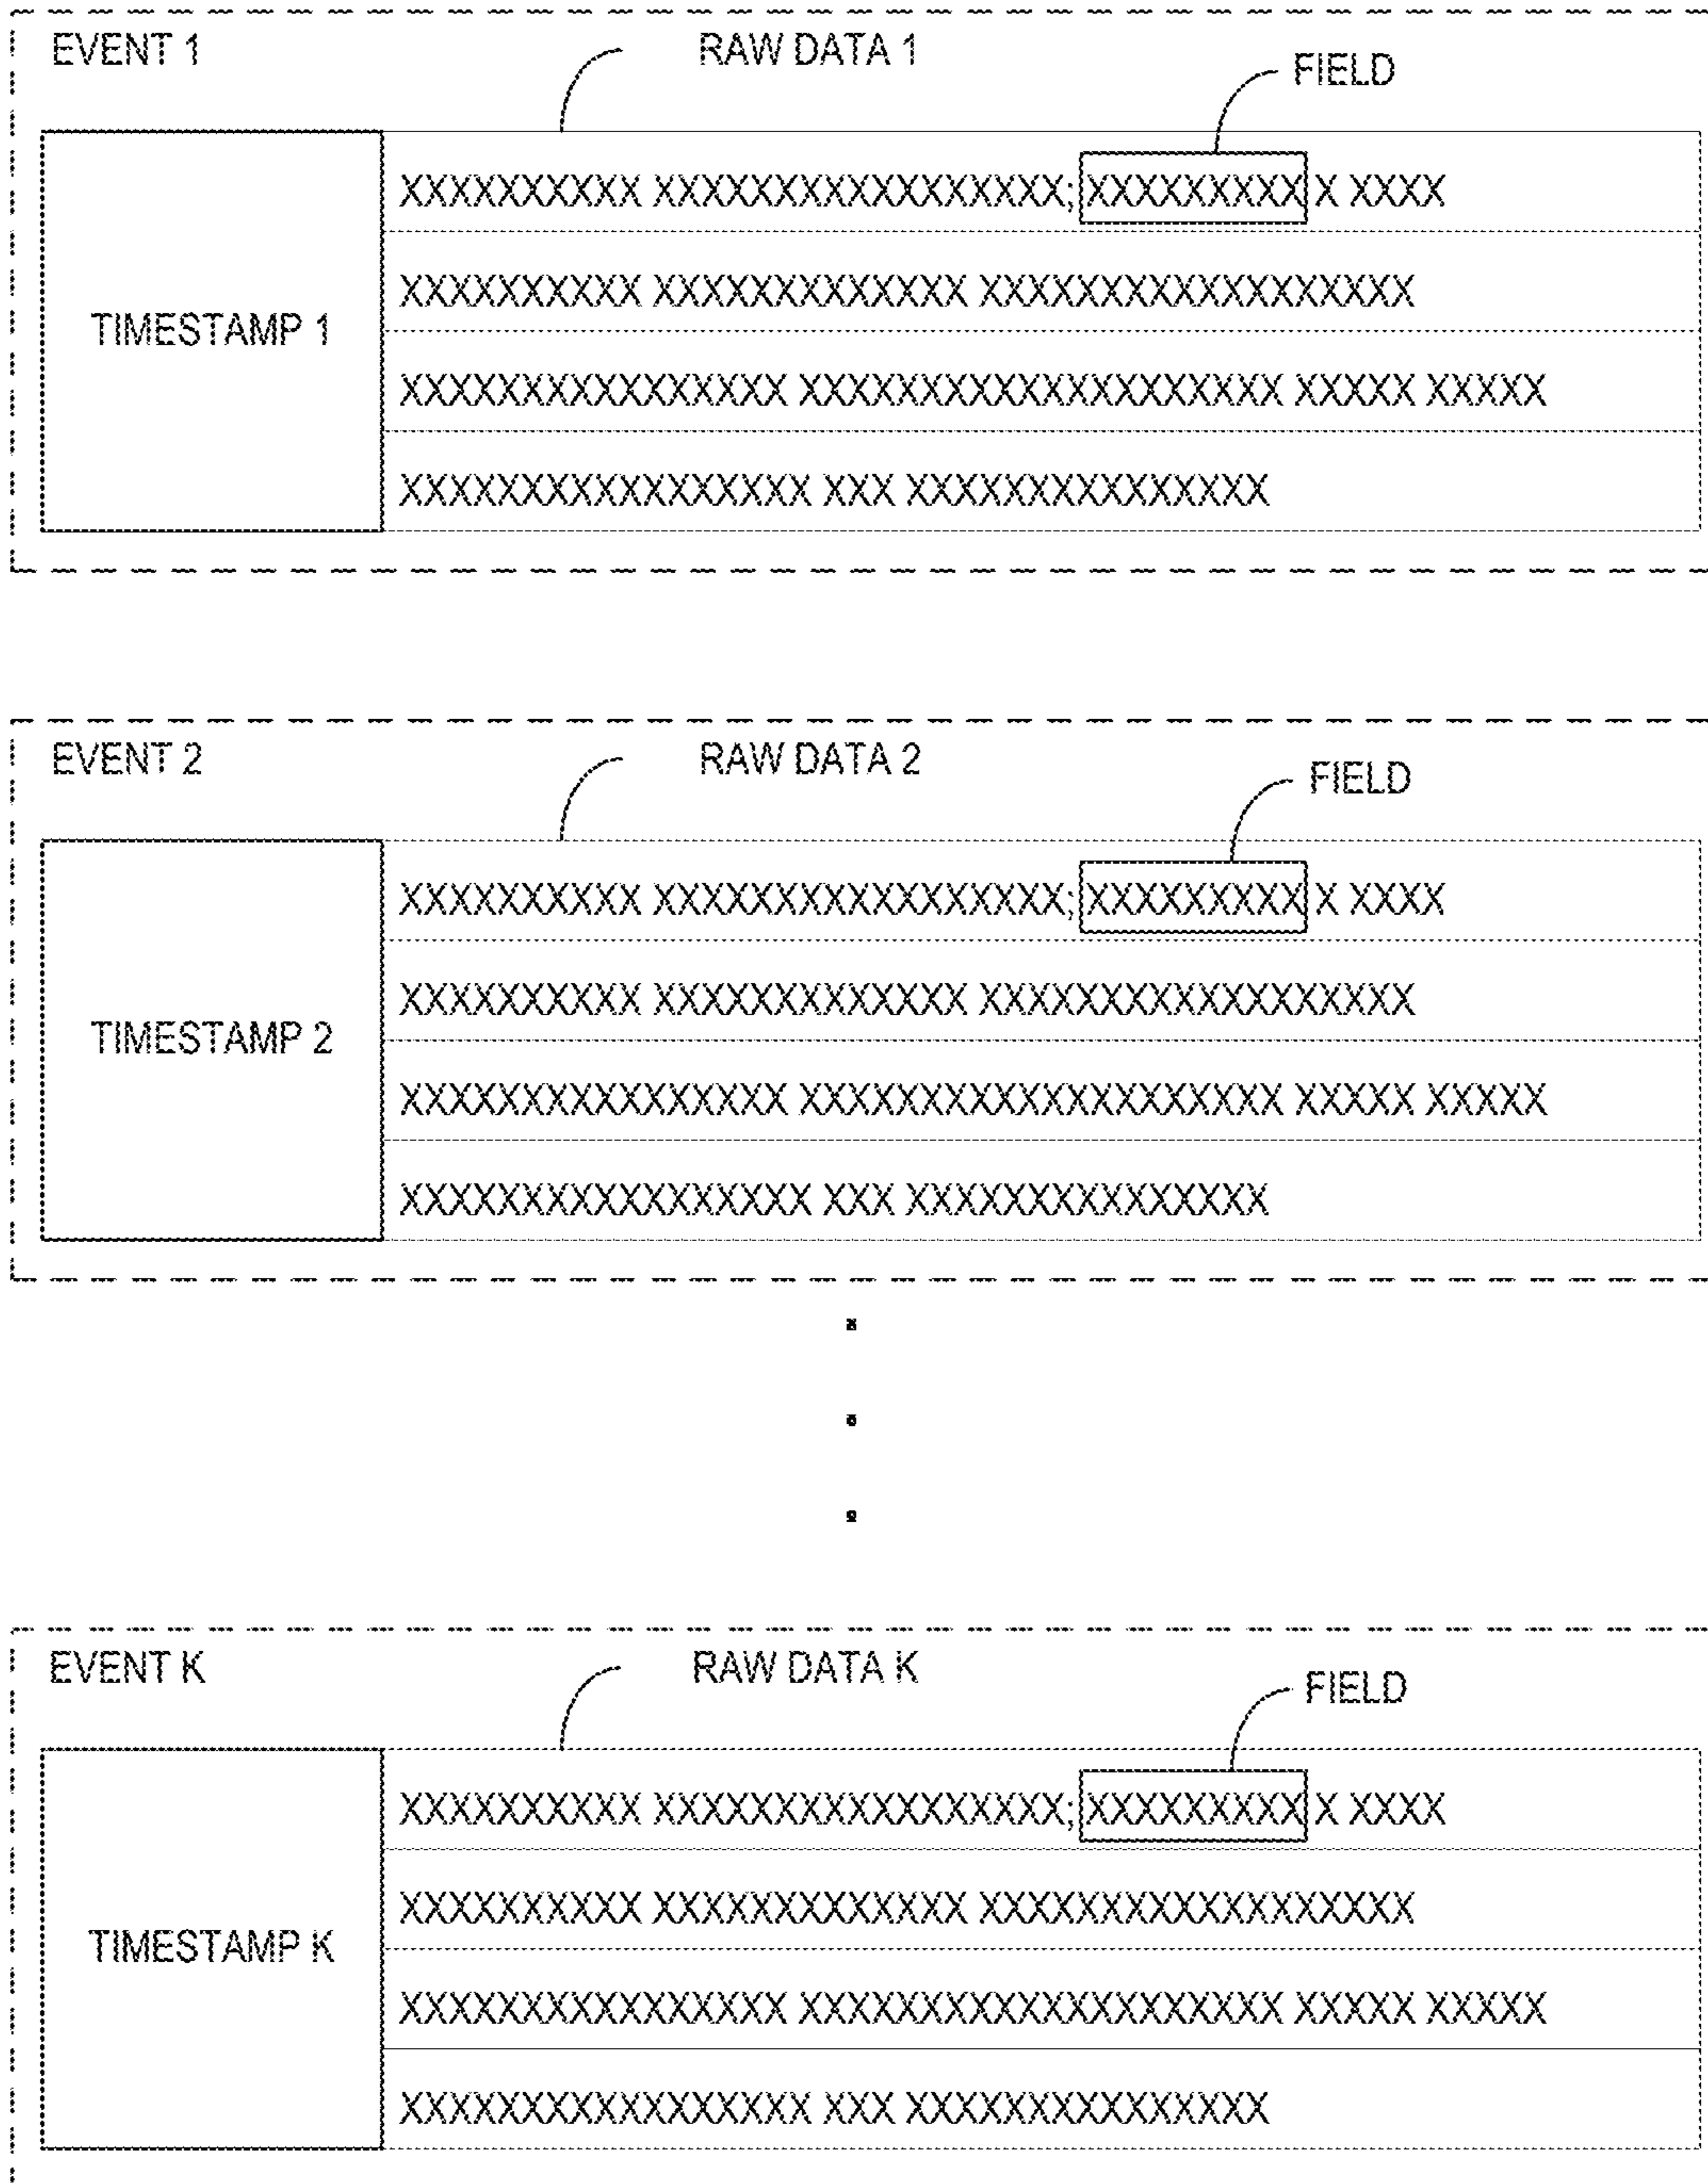 EVENT 1
RAW DATA 1
FIELD
TIMESTAMP 1
XXXXXXXXXX XXXXXXXXXXXXXXXXX; XXXXXXXXX X XXXX
XXXXXXXXXX XXXXXXXXXXXXX XXXXXXXXXXXXXXXXXX
XXXXXXXXXXXXXXXX XXXXXXXXXXXXXXXXXXXX XXXXX XXXXX
XXXXXXXXXXXXXXXXX XXX XXXXXXXXXXXXXXX
EVENT 2
RAW DATA 2
FIELD
TIMESTAMP 2
XXXXXXXXXX XXXXXXXXXXXXXXXXX; XXXXXXXXX X XXXX
XXXXXXXXXX XXXXXXXXXXXXX XXXXXXXXXXXXXXXXXX
XXXXXXXXXXXXXXXX XXXXXXXXXXXXXXXXXXXX XXXXX XXXXX
XXXXXXXXXXXXXXXXX XXX XXXXXXXXXXXXXXX
EVENT K
RAW DATA K
FIELD
TIMESTAMP K
XXXXXXXXXX XXXXXXXXXXXXXXXXX; XXXXXXXXX X XXXX
XXXXXXXXXX XXXXXXXXXXXXX XXXXXXXXXXXXXXXXXX
XXXXXXXXXXXXXXXX XXXXXXXXXXXXXXXXXXXX XXXXX XXXXX
XXXXXXXXXXXXXXXXX XXX XXXXXXXXXXXXXXX